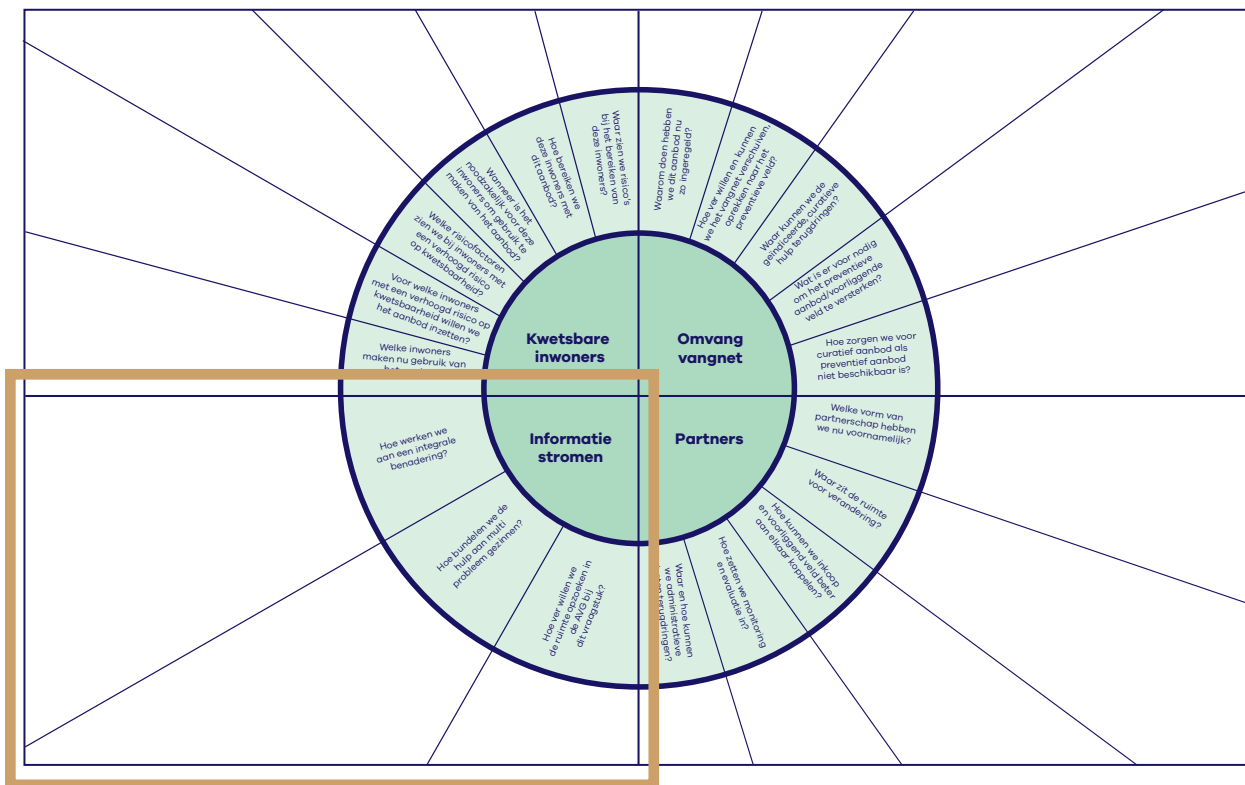 Waar zien we risico's
bij het bereiken van
deze inwoners?
Hoe bereiken we
deze inwoners met
dit aanbod?
Wanneer is het
noodzakelijk voor deze
inwoners om gebruik te
maken van het aanbod?
Welke risicofactoren
zien we bij inwoners met
een verhoogd risico
op kwetsbaarheid?
Voor welke inwoners
met een verhoogd risico op
kwetsbaarheid willen we
het aanbod inzetten?
Welke inwoners
maken nu gebruik van
Kwetsbare
inwoners
Waarom doen hebben
we dit aanbod nu
zo ingeregeld?
Hoe ver willen en kunnen
we het vangnet verschuiven,
oprekken naar het
preventieve veld?
Waar kunnen we de
geïndiceerde, curatieve
hulp terugdringen?
Wat is er voor nodig
om het preventieve
aanbod/voorliggende
veld te versterken?
Hoe zorgen we voor
curatief aanbod als
preventief aanbod
niet beschikbaar is?
Omvang
vangnet
Informatie
stromen
Hoe werken we
aan een integrale
benadering?
Hoe bundelen we de
hulp aan multi
probleem gezinnen?
Hoe ver willen we
de ruimte opzoeken in
de AVG bij
dit vraagstuk?
Partners
Welke vorm van
partnerschap hebben
we nu voornamelijk?
Waar zit de ruimte
voor verandering?
Hoe kunnen we inkoop
en voorliggend veld beter
aan elkaar koppelen?
Hoe zetten we monitoring
en evaluatie in?
Waar en hoe kunnen
we administratieve
terugdringen?